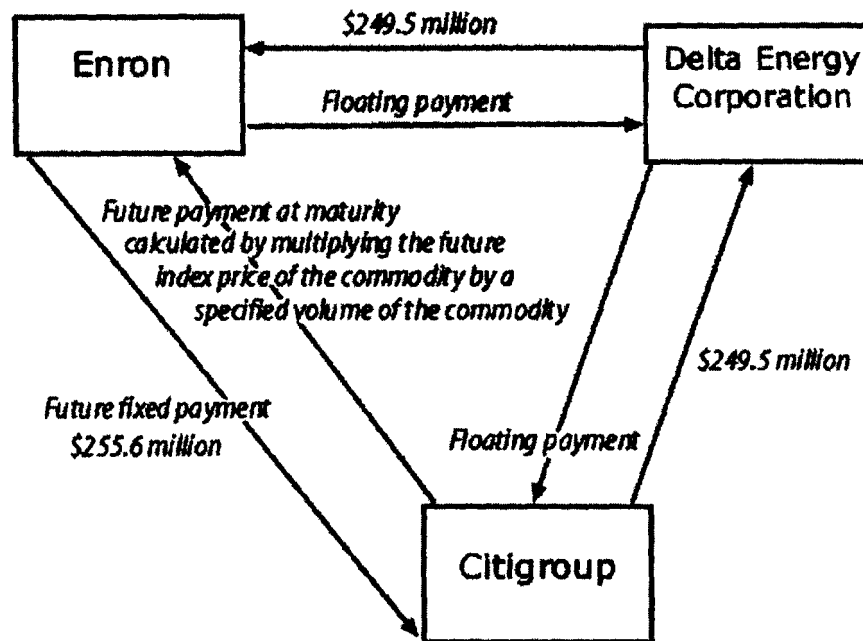 $249.5 million
Enron
Delta Energy
Corporation
Floating payment
Future payment at maturity
calculated by multiplying the future
index price of the commodity by a
specified volume of the commodity
$249.5 million
Future fixed payment
$255.6 million
Floating payment
Citigroup